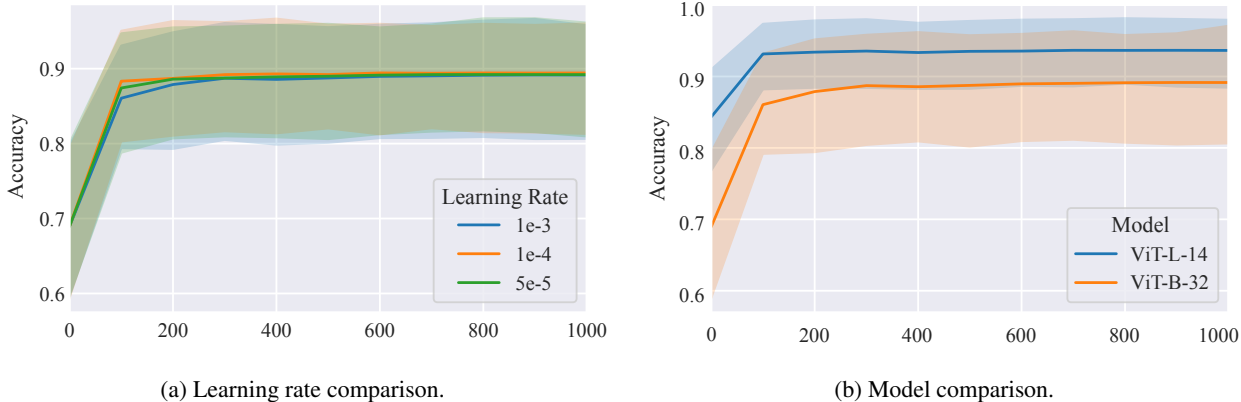 Accuracy
0.9
0.8
0.7
0.6
Learning Rate
1e-3
1e-4
5e-5
0 200 400 600 800 1000
(a) Learning rate comparison.
Accuracy
1.0
0.9
0.8
0.7
0.6
Model
ViT-L-14
ViT-B-32
0 200 400 600 800 1000
(b) Model comparison.